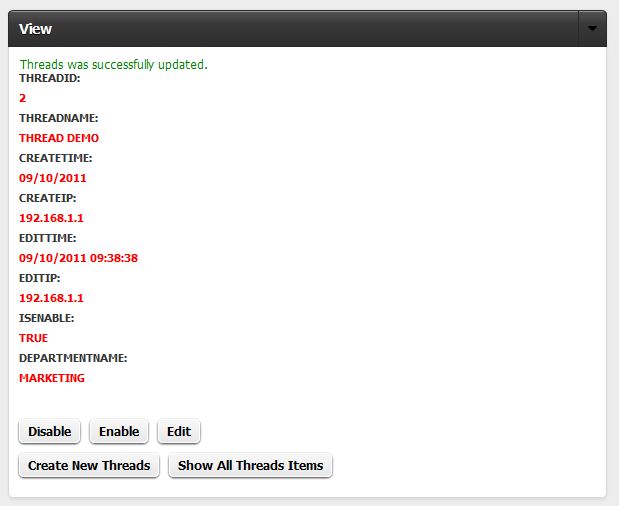 View
Threads was successfully updated.
THREADID:
2
THREADNAME:
THREAD DEMO
CREATETIME:
09/10/2011
CREATEIP:
192.168.1.1
EDITTIME:
09/10/2011 09:38:38
EDITIP:
192.168.1.1
ISENABLE:
TRUE
DEPARTMENTNAME:
MARKETING
Disable Enable Edit
Create New Threads Show All Threads Items